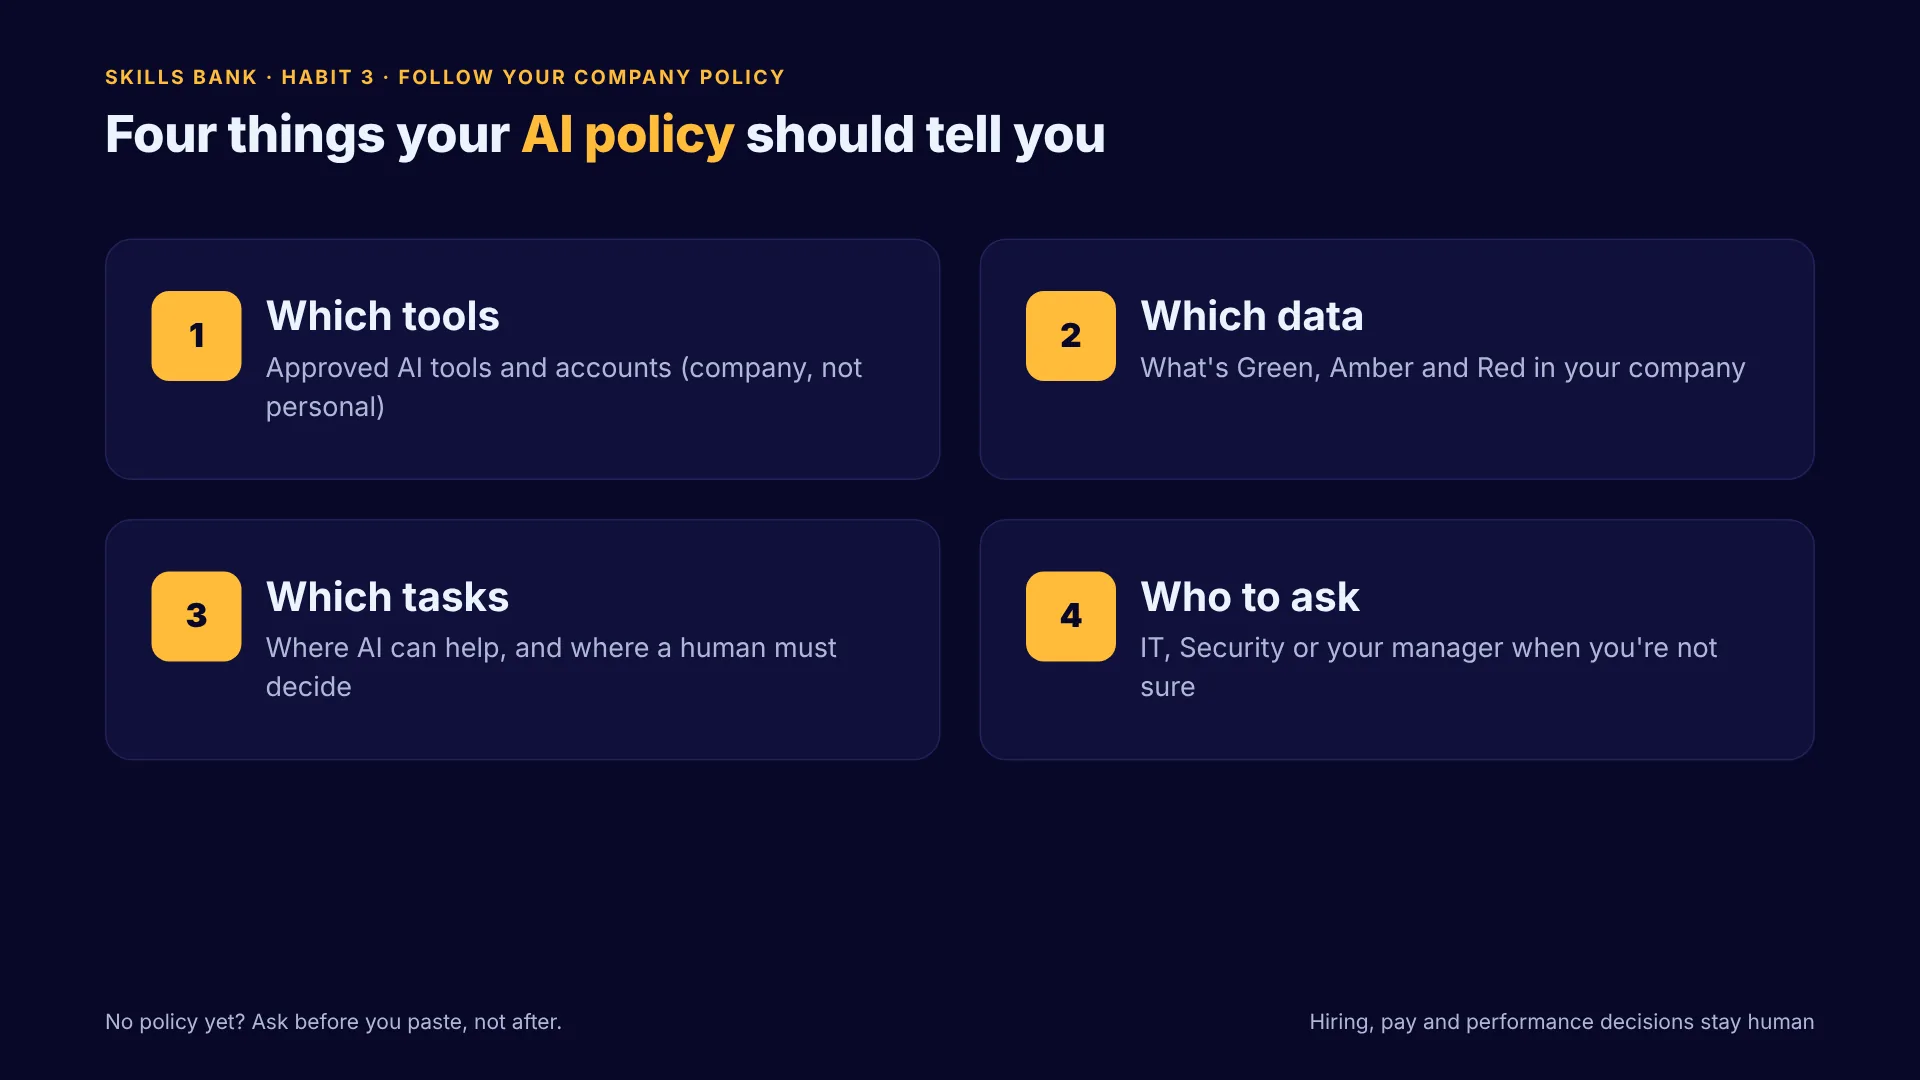 SKILLS BANK · HABIT 3 · FOLLOW YOUR COMPANY POLICY
Four things your AI policy should tell you
1
Which tools
Approved AI tools and accounts (company, not
personal)
2
Which data
What's Green, Amber and Red in your company
3
Which tasks
Where AI can help, and where a human must
decide
4
Who to ask
IT, Security or your manager when you're not
sure
No policy yet? Ask before you paste, not after.
Hiring, pay and performance decisions stay human